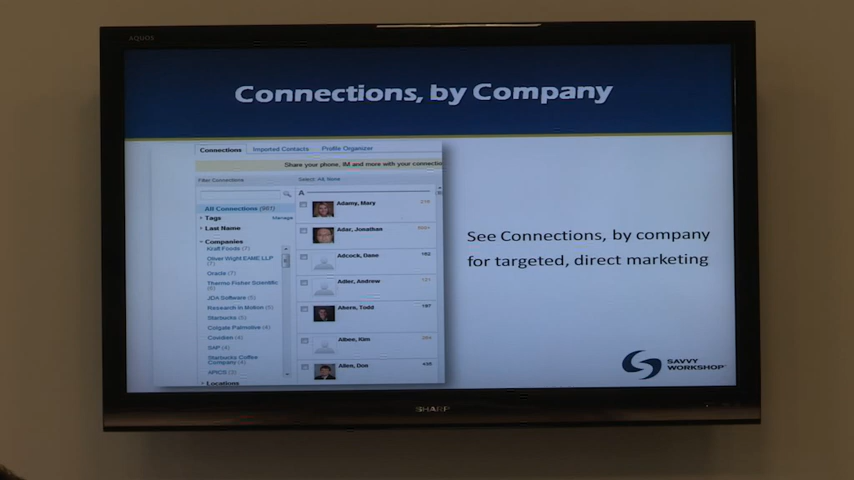 AQUOS
Connections, by Company
Connections
Imported Contacts
Profile Organizer
Share your phone, IM and more with your connectio
Filter Connections
Select: All, None
All Connections (981)
Tags
Manage
Last Name
Companies
Kraft Foods (7)
Oliver Wight EAME LLP
(7)
Oracle (7)
Thermo Fisher Scientific
(6)
JDA Software (5)
Research In Motion (5)
Starbucks (5)
Colgate Palmolive (4)
Covidien (4)
SAP (4)
Starbucks Coffee
Company (4)
APICS (3)
Locations
A
Adamy, Mary
Adar, Jonathan
Adcock, Dane
Adler, Andrew
121
Ahern, Todd
Albee, Kim
Allen, Don
See Connections, by company
for targeted, direct marketing
SAVVY
WORKSHOP
SHARP